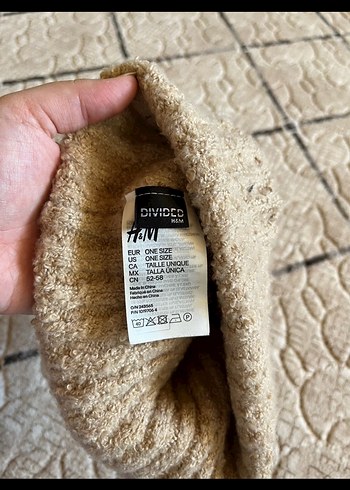 DIVIDED
H&M
H&M
EUR ONE SIZE
US ONE SIZE
CA TAILLE UNIQUE
MX TALLA UNICA
CN 52-58
Made in China
Fabriqué en Chine
Hecho en China
40
P